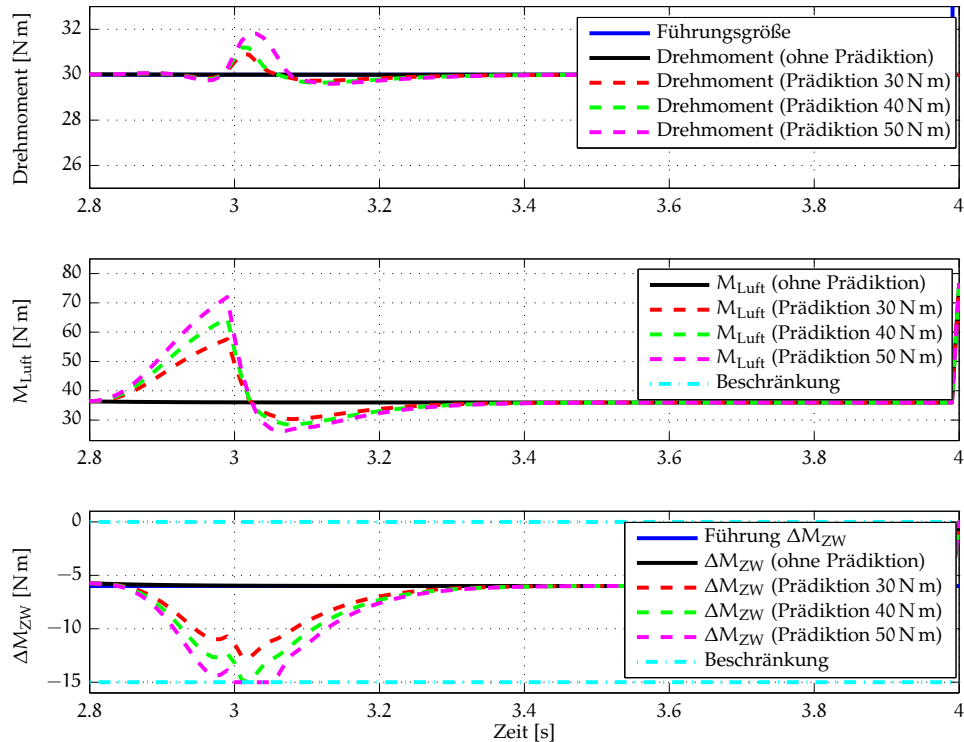 Drehmoment [N m]
32
30
28
26
2.8
3
3.2
3.4
3.6
3.8
4
Führungsgröße
Drehmoment (ohne Prädiktion)
Drehmoment (Prädiktion 30 N m)
Drehmoment (Prädiktion 40 N m)
Drehmoment (Prädiktion 50 N m)
M_Luft [N m]
80
70
60
50
40
30
2.8
3
3.2
3.4
3.6
3.8
4
M_Luft (ohne Prädiktion)
M_Luft (Prädiktion 30 N m)
M_Luft (Prädiktion 40 N m)
M_Luft (Prädiktion 50 N m)
Beschränkung
ΔM_ZW [N m]
0
−5
−10
−15
2.8
3
3.2
3.4
3.6
3.8
4
Führung ΔM_ZW
ΔM_ZW (ohne Prädiktion)
ΔM_ZW (Prädiktion 30 N m)
ΔM_ZW (Prädiktion 40 N m)
ΔM_ZW (Prädiktion 50 N m)
Beschränkung
Zeit [s]